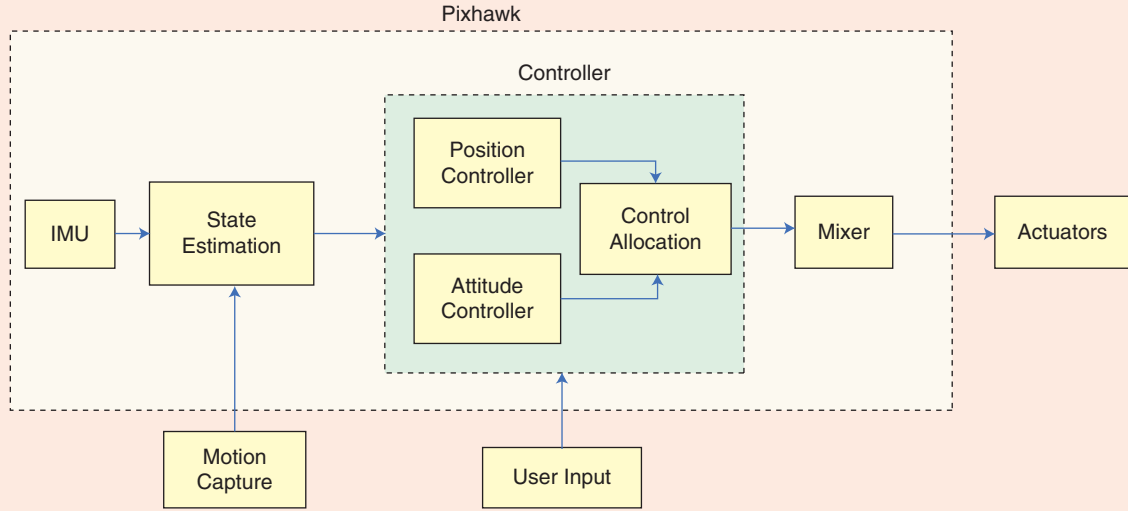 Pixhawk
Controller
Position
Controller
IMU
State
Estimation
Control
Allocation
Mixer
Actuators
Attitude
Controller
Motion
Capture
User Input